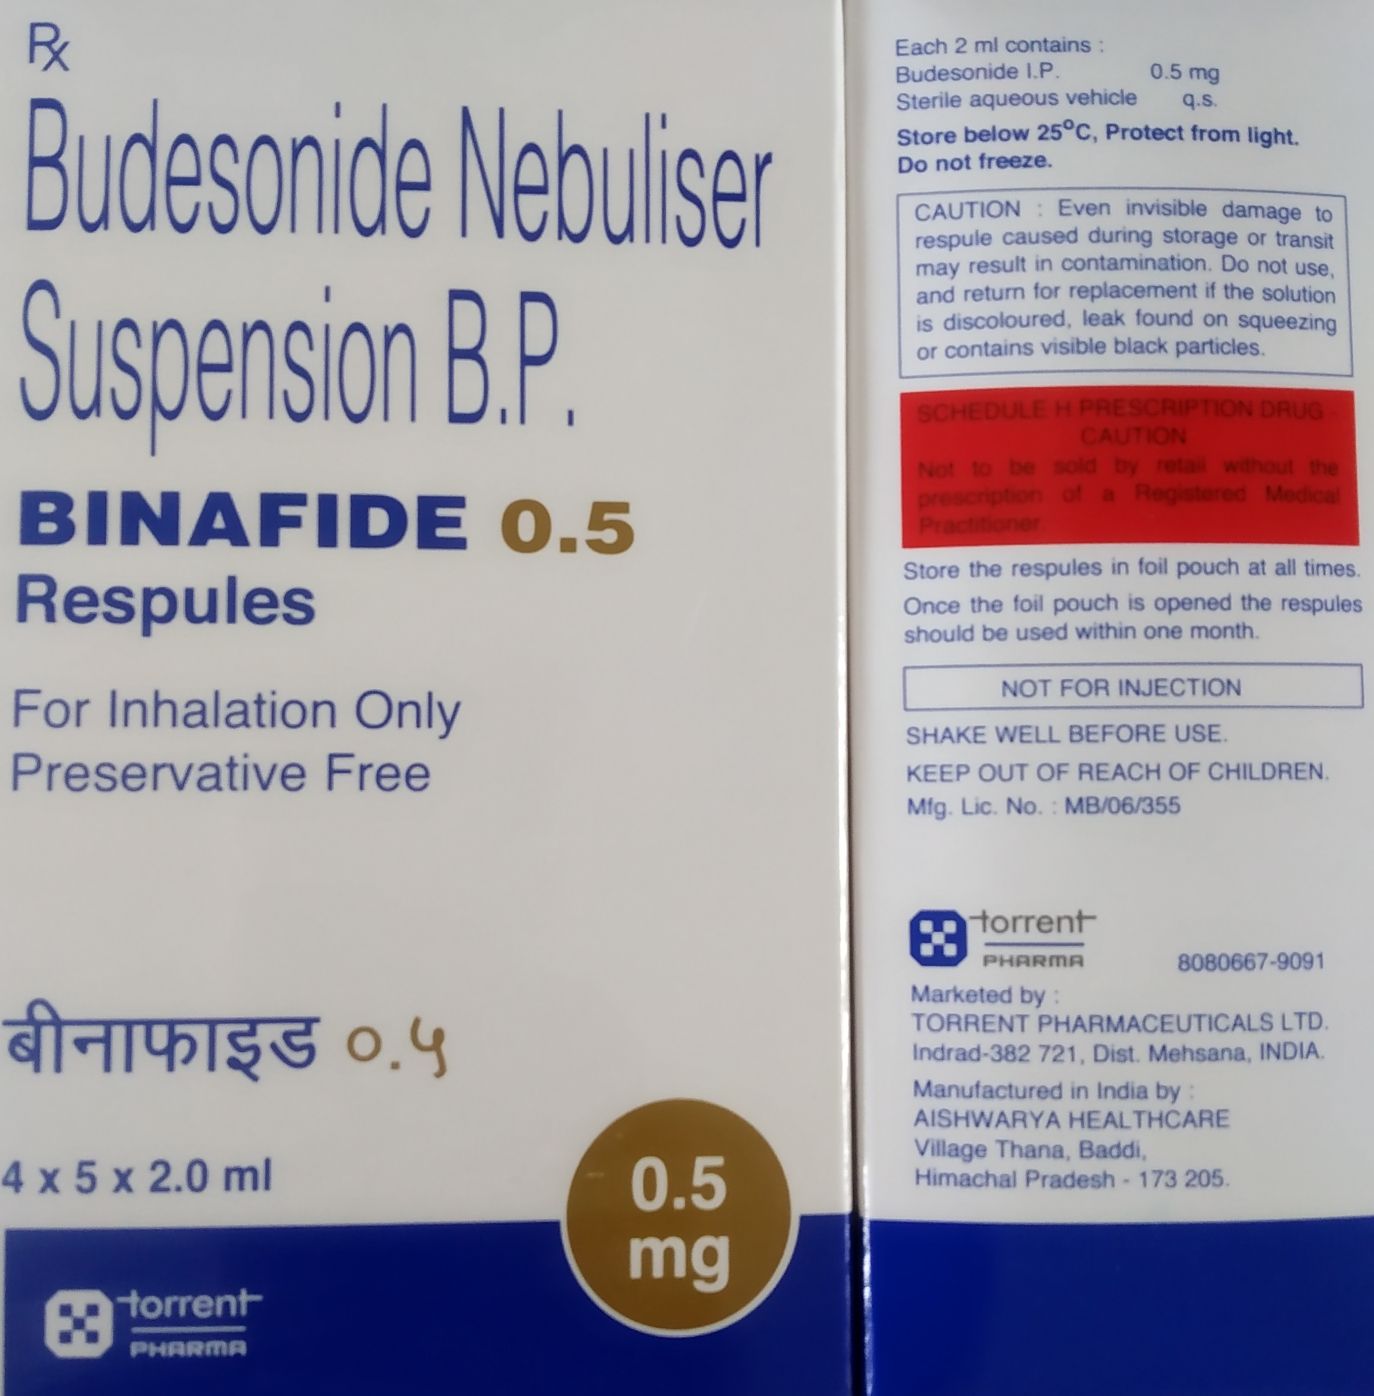 Rx
Budesonide Nebuliser
Suspension B.P.
BINAFIDE 0.5
Respules
For Inhalation Only
Preservative Free
बीनाफाइड ०.५
4 x 5 x 2.0 ml
0.5
mg
torrent
PHARMA
Each 2 ml contains :
Budesonide I.P. 0.5 mg
Sterile aqueous vehicle q.s.
Store below 25°C, Protect from light.
Do not freeze.
CAUTION : Even invisible damage to
respule caused during storage or transit
may result in contamination. Do not use,
and return for replacement if the solution
is discoloured, leak found on squeezing
or contains visible black particles.
SCHEDULE H PRESCRIPTION DRUG -
CAUTION
Not to be sold by retail without the
prescription of a Registered Medical
Practitioner.
Store the respules in foil pouch at all times.
Once the foil pouch is opened the respules
should be used within one month.
NOT FOR INJECTION
SHAKE WELL BEFORE USE.
KEEP OUT OF REACH OF CHILDREN.
Mfg. Lic. No. : MB/06/355
torrent
PHARMA 8080667-9091
Marketed by :
TORRENT PHARMACEUTICALS LTD.
Indrad-382 721, Dist. Mehsana, INDIA.
Manufactured in India by :
AISHWARYA HEALTHCARE
Village Thana, Baddi,
Himachal Pradesh - 173 205.